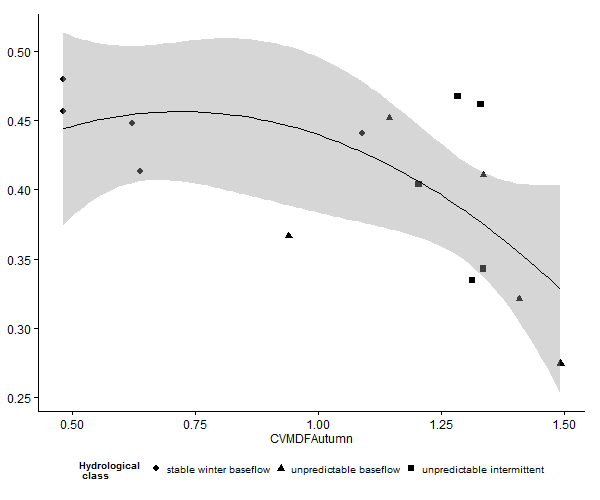 0.50
0.45
0.40
0.35
0.30
0.25
0.50 0.75 1.00 1.25 1.50
CVMDFAutumn
Hydrological class stable winter baseflow unpredictable baseflow unpredictable intermittent